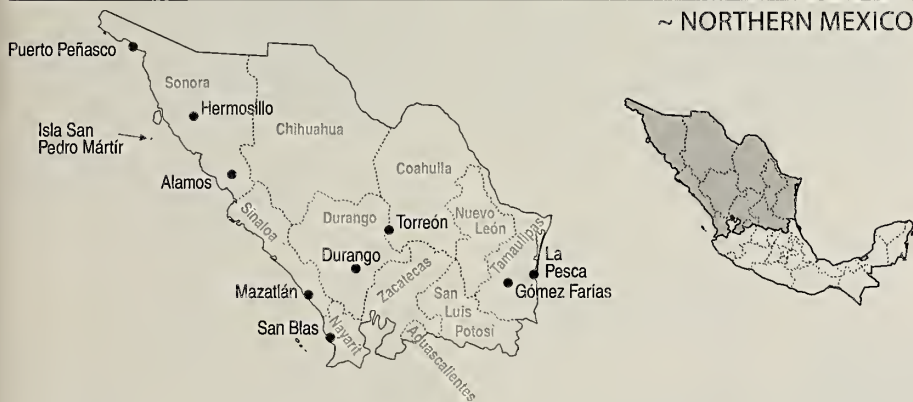 ~ NORTHERN MEXICO
Puerto Peñasco
Sonora
Hermosillo
Chihuahua
Isla San
Pedro Mártír
Coahuila
Alamos
Sinaloa
Durango
Torreón
Nuevo
León
Tamaulipas
Durango
Zacatecas
La
Pesca
Gómez Farías
Mazatlán
San
Luis
Potosí
San Blas
Nayarit
Aguascalientes